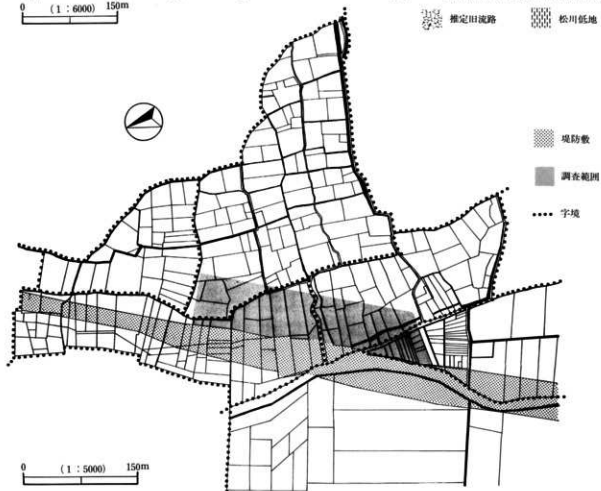 0 (1:6000) 150m
推定旧流路
松川低地
堤防敷
調査範囲
字境
0 (1:5000) 150m